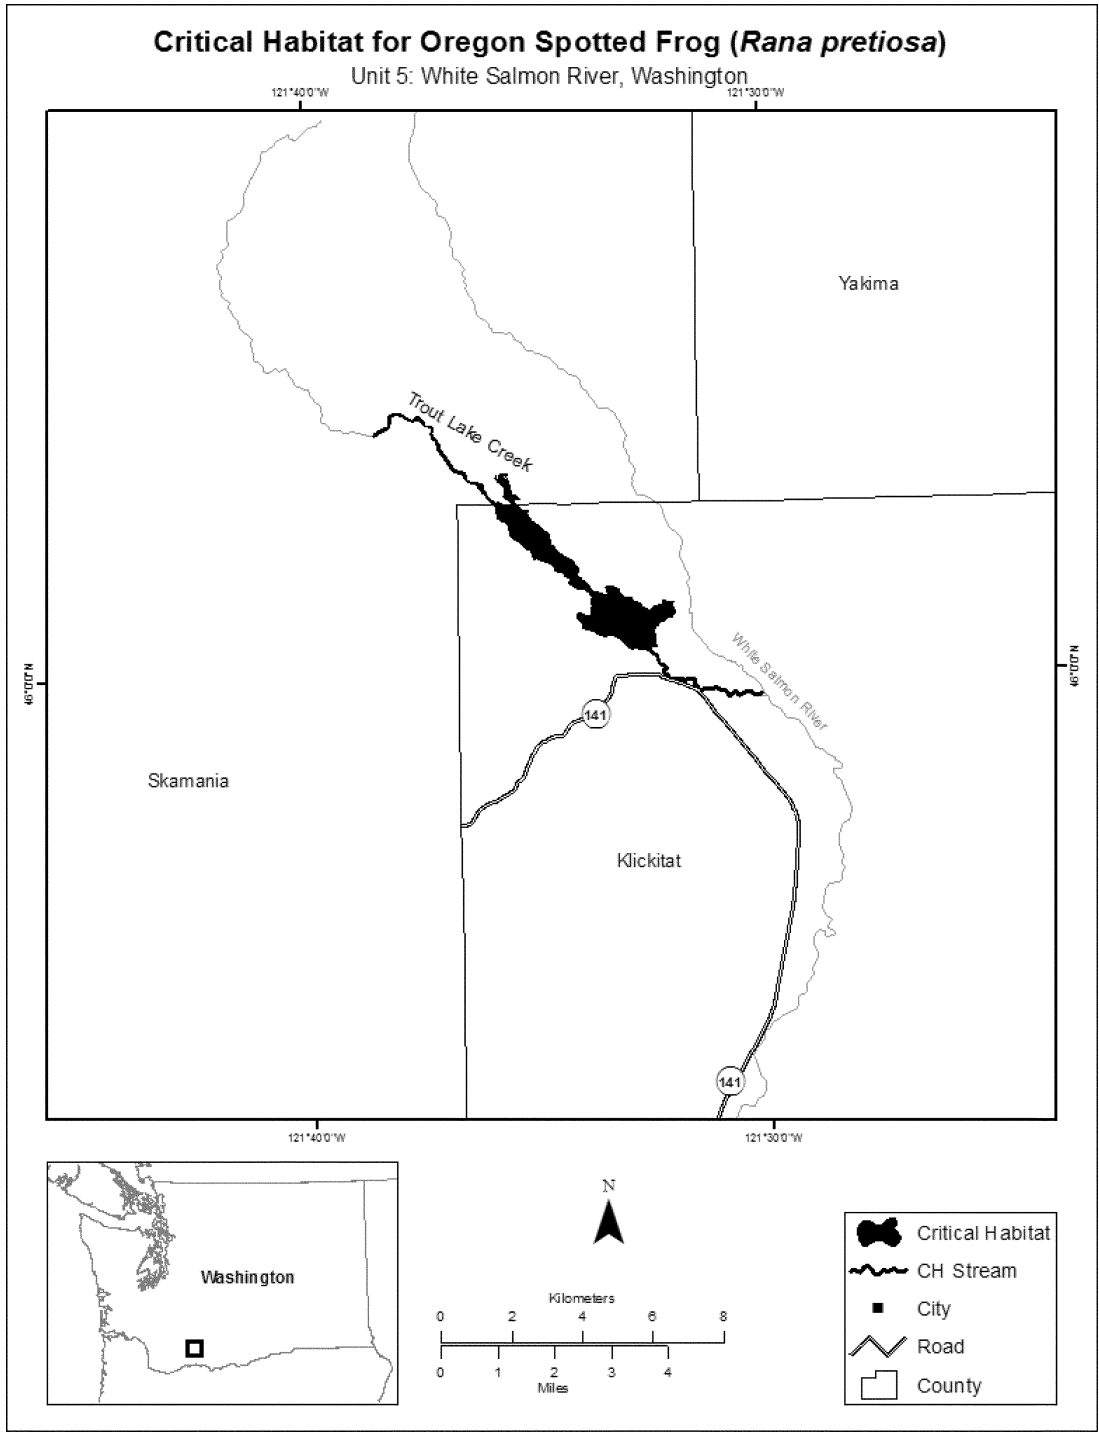 Critical Habitat for Oregon Spotted Frog (Rana pretiosa)
Unit 5: White Salmon River, Washington
121°40'0"W
121°30'0"W
Yakima
Trout Lake Creek
White Salmon River
46°0'0"N
46°0'0"N
141
Skamania
Klickitat
141
121°40'0"W
121°30'0"W
Washington
N
Kilometers
0 2 4 6 8
0 1 2 3 4
Miles
Critical Habitat
CH Stream
City
Road
County